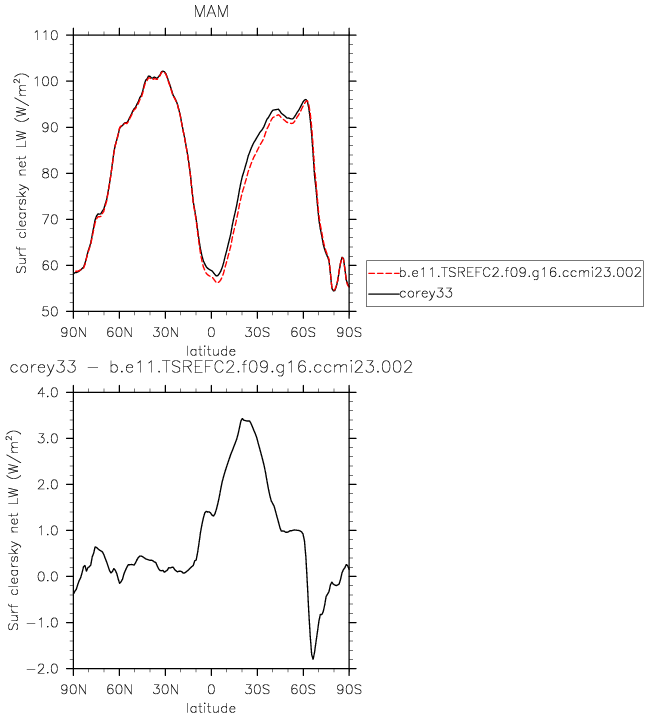 MAM
110
100
90
80
70
60
50
Surf clearsky net LW (W/m²)
90N 60N 30N 0 30S 60S 90S
latitude
b.e11.TSREFC2.f09.g16.ccmi23.002
corey33
corey33 − b.e11.TSREFC2.f09.g16.ccmi23.002
4.0
3.0
2.0
1.0
0.0
−1.0
−2.0
Surf clearsky net LW (W/m²)
90N 60N 30N 0 30S 60S 90S
latitude